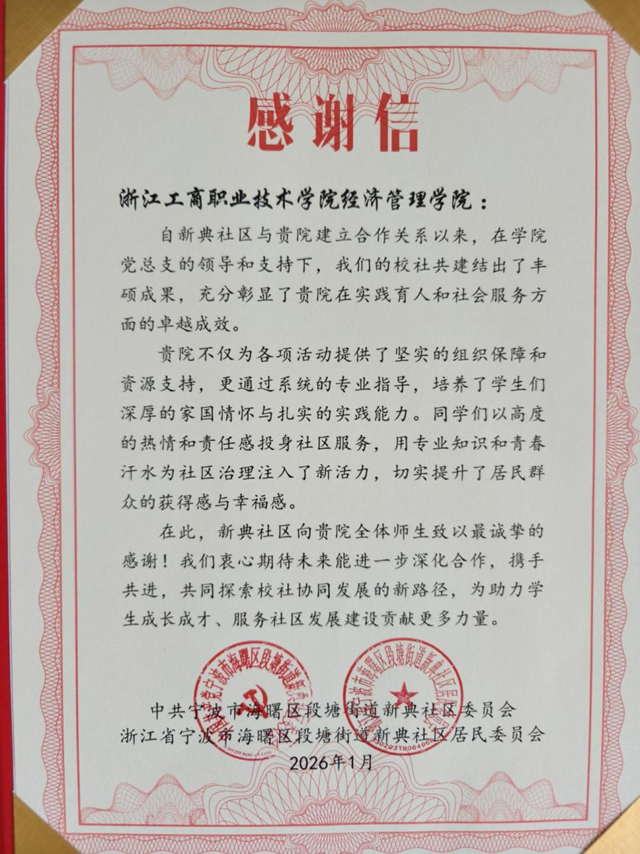 感谢信
浙江工商职业技术学院经济管理学院：
自新典社区与贵院建立合作关系以来，在学院
党总支的领导和支持下，我们的校社共建结出了丰
硕成果，充分彰显了贵院在实践育人和社会服务方
面的卓越成效。
贵院不仅为各项活动提供了坚实的组织保障和
资源支持，更通过系统的专业指导，培养了学生们
深厚的家国情怀与扎实的实践能力。同学们以高度
的热情和责任感投身社区服务，用专业知识和青春
汗水为社区治理注入了新活力，切实提升了居民群
众的获得感与幸福感。
在此，新典社区向贵院全体师生致以最诚挚的
感谢！我们衷心期待未来能进一步深化合作，携手
共进，共同探索校社协同发展的新路径，为助力学
生成长成才、服务社区发展建设贡献更多力量。
中共宁波市海曙区段塘街道新典社区委员会
浙江省宁波市海曙区段塘街道新典社区居民委员会
2026年1月